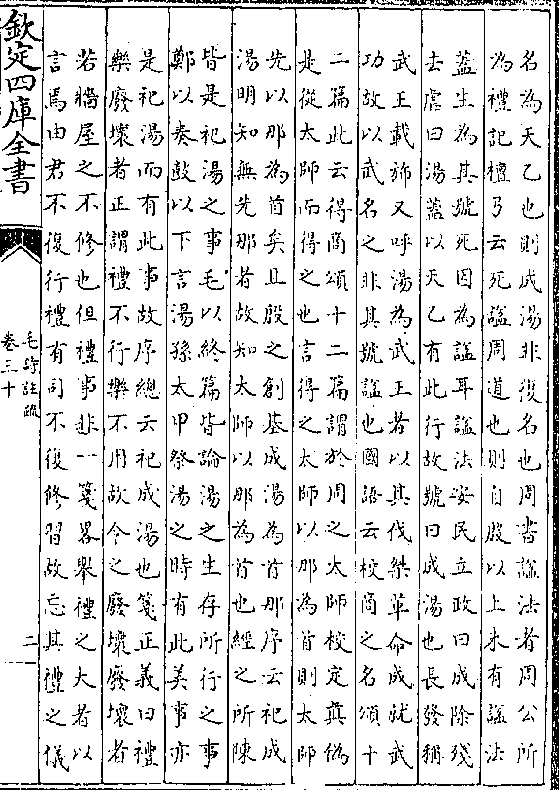 名為天乙也則成湯非復名也周書諡法者周公所
為禮記檀弓云死諡周道也則自殷以上未有諡法
蓋生為其號死因為諡耳諡法安民立政曰成除殘
去虐曰湯蓋以天乙有此行故號曰成湯也長發稱
武王載斾又呼湯為武王者以其伐桀革命成就武
功故以武名之非其號諡也國語云校商之名頌十
二篇此云得商頌十二篇謂於周之太師校定真偽
是從太師而得之也言得之太師以那為首則太師
先以那為首矣且殷之創基成湯為首那序云祀成
湯明知無先那者故知太師以那為首也經之所陳
皆是祀湯之事毛以終篇皆論湯之生存所行之事
鄭以奏鼓以下言湯孫太甲祭湯之時有此美事亦
是祀湯而有此事故序總云祀成湯也箋正義曰禮
樂廢壞者正謂禮不行樂不用故令之廢壞廢壞者
若牆屋之不修也但禮事非一箋畧舉禮之大者以
言焉由君不復行禮有司不復修習故忘其禮之儀
欽定四庫全書
毛詩註疏
卷三十
二